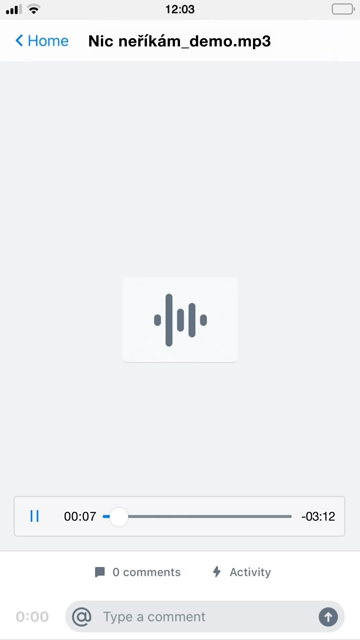 12:03
Home
Nic neříkám_demo.mp3
00:07
-03:12
0 comments
Activity
0:00
@ Type a comment